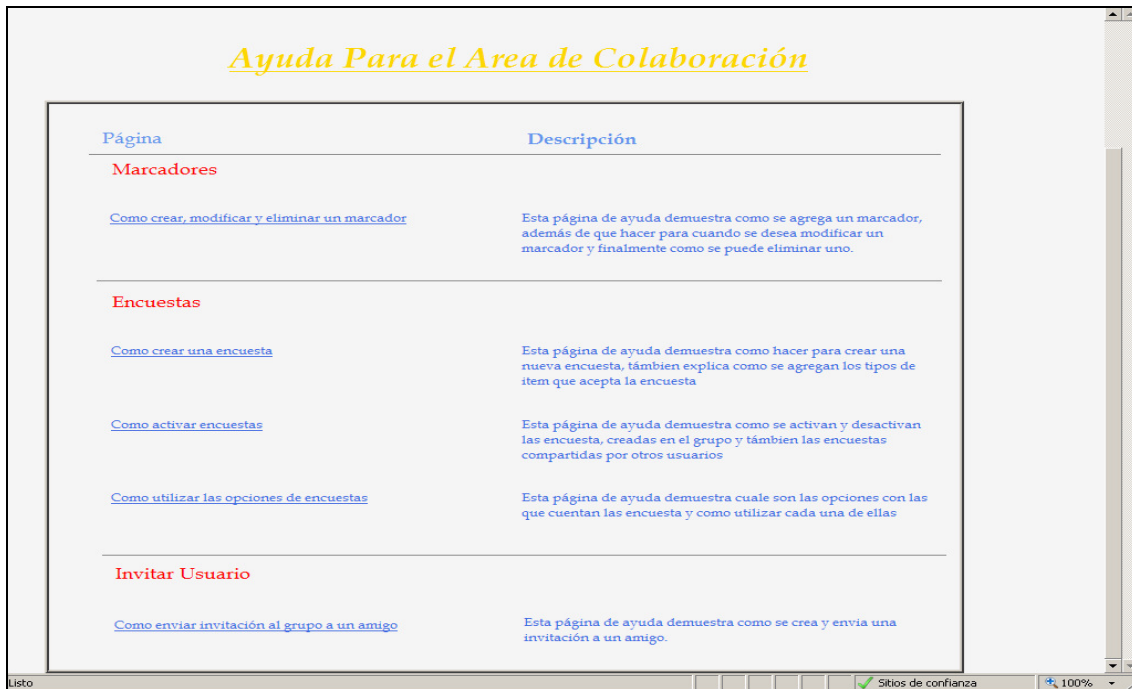 Ayuda Para el Area de Colaboración
Página
Descripción
Marcadores
Como crear, modificar y eliminar un marcador
Esta página de ayuda demuestra como se agrega un marcador,
además de que hacer para cuando se desea modificar un
marcador y finalmente como se puede eliminar uno.
Encuestas
Como crear una encuesta
Esta página de ayuda demuestra como hacer para crear una
nueva encuesta, támbien explica como se agregan los tipos de
item que acepta la encuesta
Como activar encuestas
Esta página de ayuda demuestra como se activan y desactivan
las encuesta, creadas en el grupo y támbien las encuestas
compartidas por otros usuarios
Como utilizar las opciones de encuestas
Esta página de ayuda demuestra cuale son las opciones con las
que cuentan las encuesta y como utilizar cada una de ellas
Invitar Usuario
Como enviar invitación al grupo a un amigo
Esta página de ayuda demuestra como se crea y envia una
invitación a un amigo.
Listo
Sitios de confianza
100%